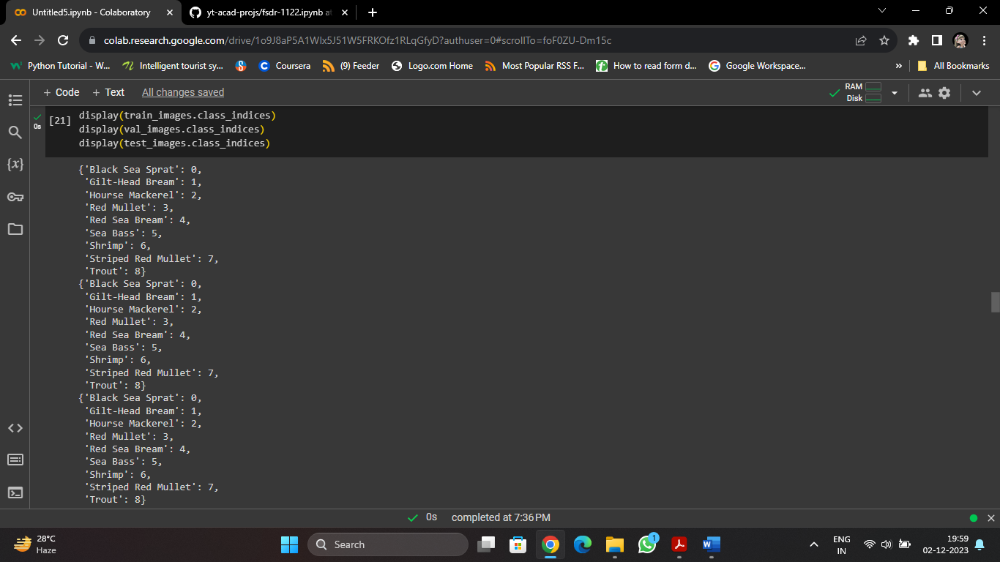 Untitled5.ipynb - Colaboratory
yt-acad-projs/fsdr-1122.ipynb at
colab.research.google.com/drive/1o9J8aP5A1Wlx5J51W5FRKOfz1RLqGfyD?authuser=0#scrollTo=foF0ZU-Dm15c
Python Tutorial - W... Intelligent tourist sy... Coursera (9) Feeder Logo.com Home Most Popular RSS F... How to read form d... Google Workspace... » All Bookmarks
+ Code + Text All changes saved
RAM
Disk
0s
[21]
display(train_images.class_indices)
display(val_images.class_indices)
display(test_images.class_indices)
{'Black Sea Sprat': 0,
'Gilt-Head Bream': 1,
'Hourse Mackerel': 2,
'Red Mullet': 3,
'Red Sea Bream': 4,
'Sea Bass': 5,
'Shrimp': 6,
'Striped Red Mullet': 7,
'Trout': 8}
{'Black Sea Sprat': 0,
'Gilt-Head Bream': 1,
'Hourse Mackerel': 2,
'Red Mullet': 3,
'Red Sea Bream': 4,
'Sea Bass': 5,
'Shrimp': 6,
'Striped Red Mullet': 7,
'Trout': 8}
{'Black Sea Sprat': 0,
'Gilt-Head Bream': 1,
'Hourse Mackerel': 2,
'Red Mullet': 3,
'Red Sea Bream': 4,
'Sea Bass': 5,
'Shrimp': 6,
'Striped Red Mullet': 7,
'Trout': 8}
0s completed at 7:36 PM
28°C
Haze
Search
1
ENG
IN
19:59
02-12-2023